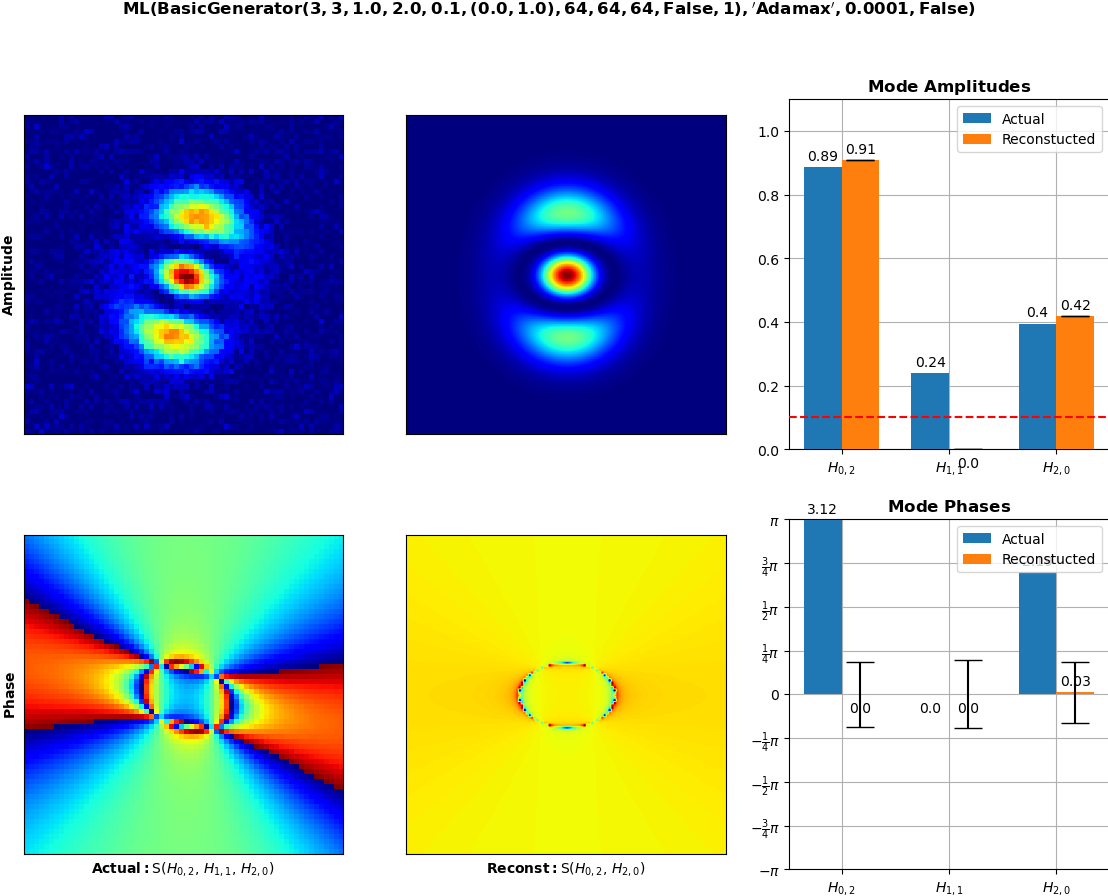 ML(BasicGenerator(3, 3, 1.0, 2.0, 0.1, (0.0, 1.0), 64, 64, 64, False, 1), ′Adamax′, 0.0001, False)
Mode Amplitudes
Amplitude
1.0
0.8
0.6
0.4
0.2
0.0
Actual
Reconstucted
0.89
0.91
0.24
0.0
0.4
0.42
H0,2
H1,1
H2,0
Mode Phases
Phase
π
3/4π
1/2π
1/4π
0
−1/4π
−1/2π
−3/4π
−π
Actual
Reconstucted
3.12
0.0
0.0
0.0
0.03
H0,2
H1,1
H2,0
Actual: S(H0,2, H1,1, H2,0)
Reconst: S(H0,2, H2,0)